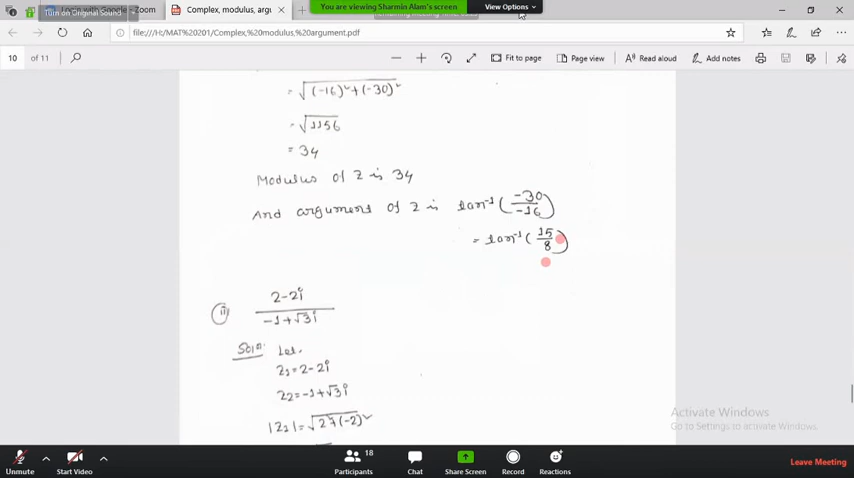 You are viewing Sharmin Alam's screen
View Options
Turn on Original Sound
Zoom
Complex, modulus, argu
file:///H:/MAT%20201/Complex,%20modulus,%20argument.pdf
10 of 11
Fit to page
Page view
Read aloud
Add notes
= √(-16)²+(-30)²
= √1156
= 34
Modulus of z is 34
And argument of z is tan⁻¹ (-30/-16)
= tan⁻¹ (15/8)
ii 2-2i / -1+√3i
Solⁿ: Let,
z1 = 2-2i
z2 = -1+√3i
|z1| = √2²+(-2)²
Activate Windows
Go to Settings to activate Windows.
Unmute
Start Video
18
Participants
Chat
Share Screen
Record
Reactions
Leave Meeting